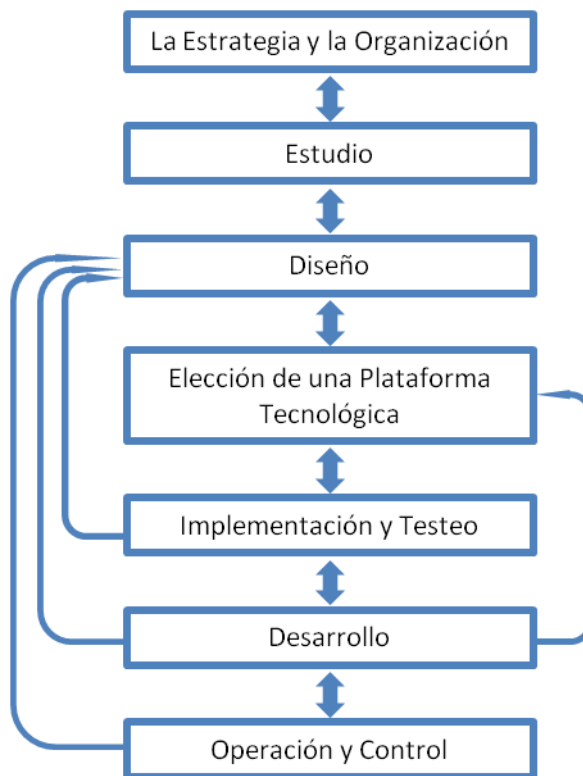 La Estrategia y la Organización
Estudio
Diseño
Elección de una Plataforma
Tecnológica
Implementación y Testeo
Desarrollo
Operación y Control